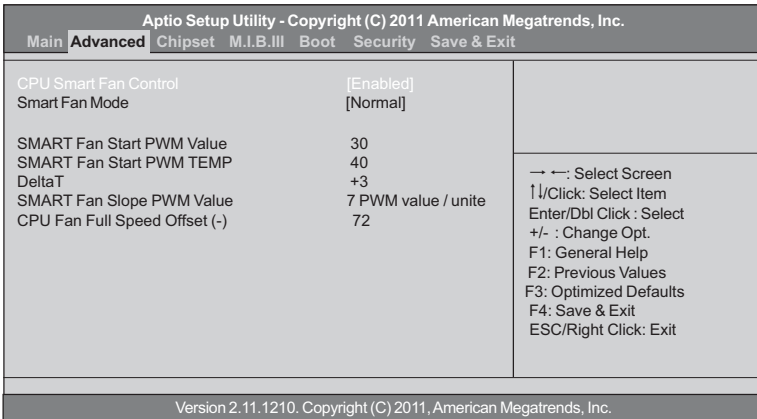 Aptio Setup Utility - Copyright (C) 2011 American Megatrends, Inc.
Main Advanced Chipset M.I.B.III Boot Security Save & Exit
CPU Smart Fan Control [Enabled]
Smart Fan Mode [Normal]
SMART Fan Start PWM Value 30
SMART Fan Start PWM TEMP 40
DeltaT +3
SMART Fan Slope PWM Value 7 PWM value / unite
CPU Fan Full Speed Offset (-) 72
→ ←: Select Screen
↑↓/Click: Select Item
Enter/Dbl Click : Select
+/- : Change Opt.
F1: General Help
F2: Previous Values
F3: Optimized Defaults
F4: Save & Exit
ESC/Right Click: Exit
Version 2.11.1210. Copyright (C) 2011, American Megatrends, Inc.